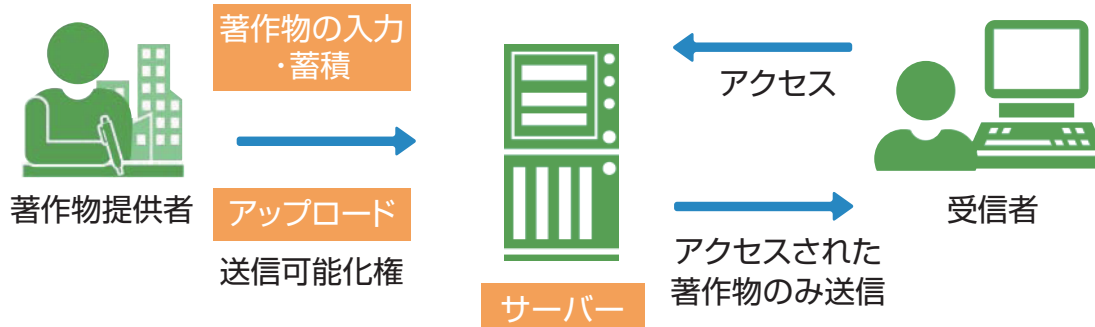 著作物の入力
・蓄積
アクセス
著作物提供者
アップロード
送信可能化権
サーバー
受信者
アクセスされた
著作物のみ送信